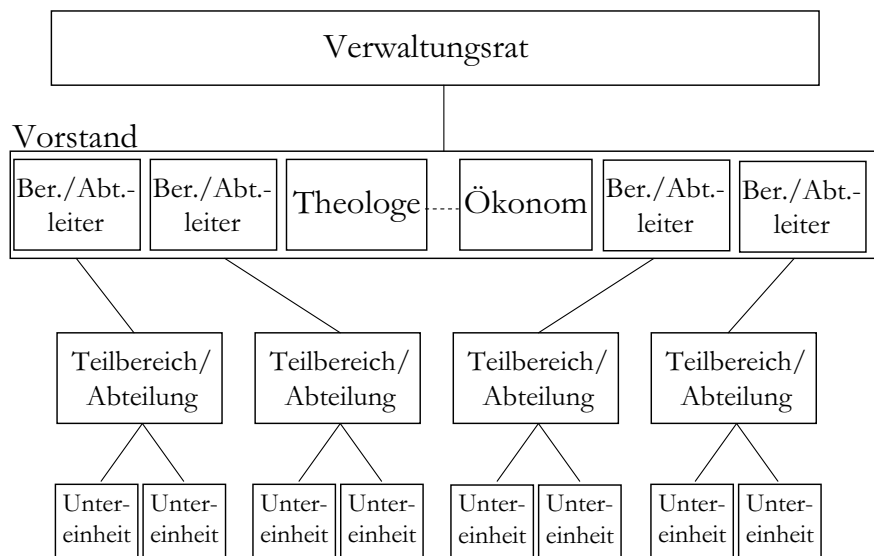 Verwaltungsrat
Vorstand
Ber./Abt.-
leiter
Ber./Abt.-
leiter
Theologe
Ökonom
Ber./Abt.-
leiter
Ber./Abt.-
leiter
Teilbereich/
Abteilung
Teilbereich/
Abteilung
Teilbereich/
Abteilung
Teilbereich/
Abteilung
Unter-
einheit
Unter-
einheit
Unter-
einheit
Unter-
einheit
Unter-
einheit
Unter-
einheit
Unter-
einheit
Unter-
einheit